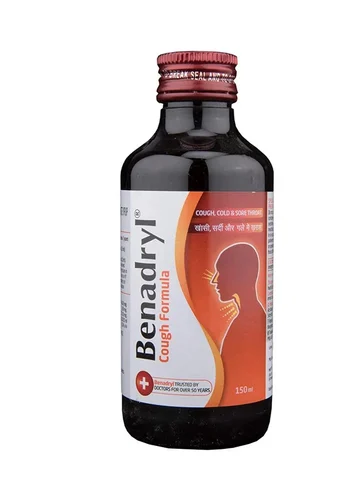 BREAK SEAL AND TO
Benadryl®
Cough Formula
COUGH, COLD & SORE THROAT
खांसी, सर्दी और गले में खराश
Benadryl TRUSTED BY
DOCTORS FOR OVER 50 YEARS
150 ml